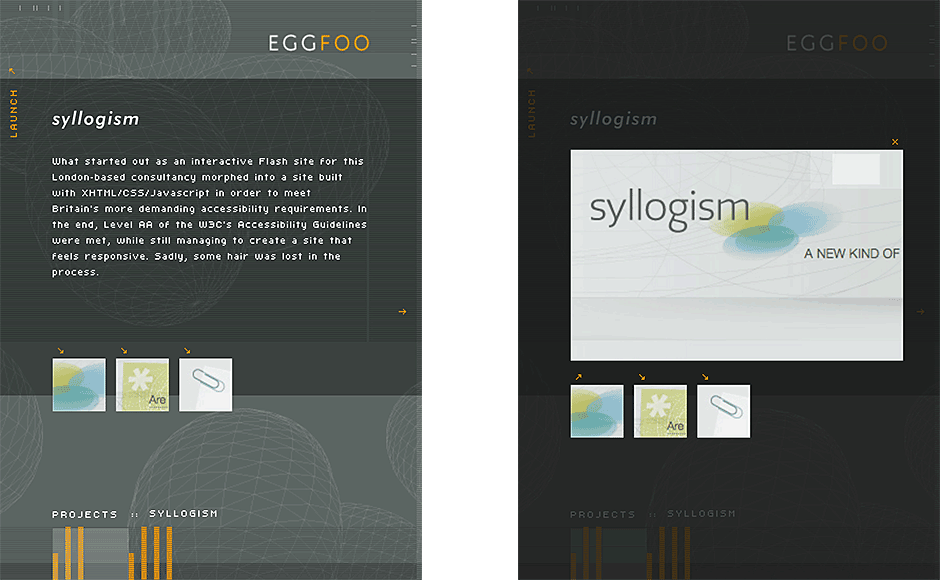 EGGFOO
LAUNCH
syllogism
What started out as an interactive Flash site for this
London-based consultancy morphed into a site built
with XHTML/CSS/Javascript in order to meet
Britain's more demanding accessibility requirements. In
the end, Level AA of the W3C's Accessibility Guidelines
were met, while still managing to create a site that
feels responsive. Sadly, some hair was lost in the
process.
Are
PROJECTS :: SYLLOGISM
EGGFOO
LAUNCH
syllogism
syllogism
A NEW KIND OF
Are
PROJECTS :: SYLLOGISM